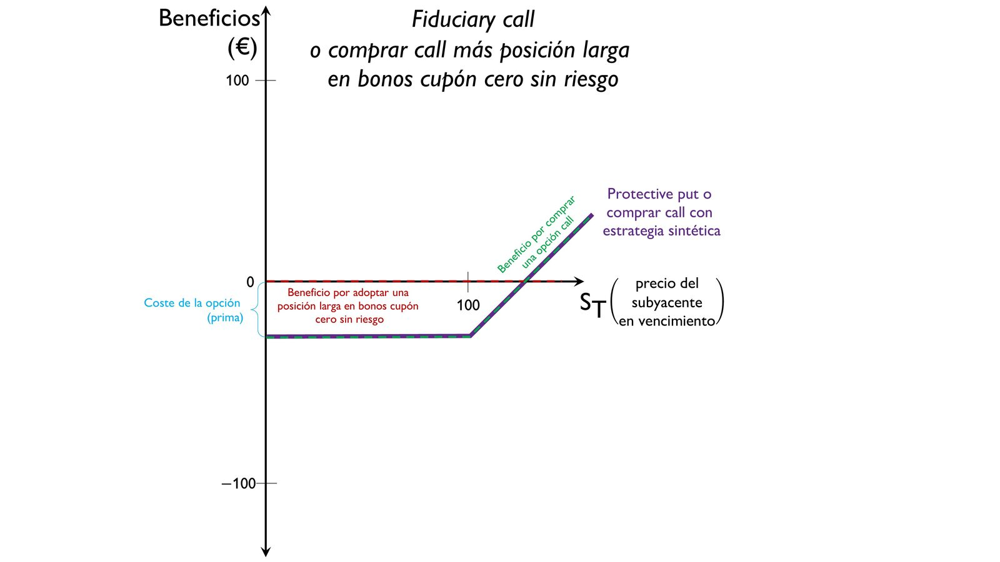 Beneficios
(€)
Fiduciary call
o comprar call más posición larga
en bonos cupón cero sin riesgo
100
Protective put o
comprar call con
estrategia sintética
Beneficio por comprar
una opción call
0
Beneficio por adoptar una
posición larga en bonos cupón
cero sin riesgo
Coste de la opción
(prima)
100
S_T (precio del
subyacente
en vencimiento)
−100